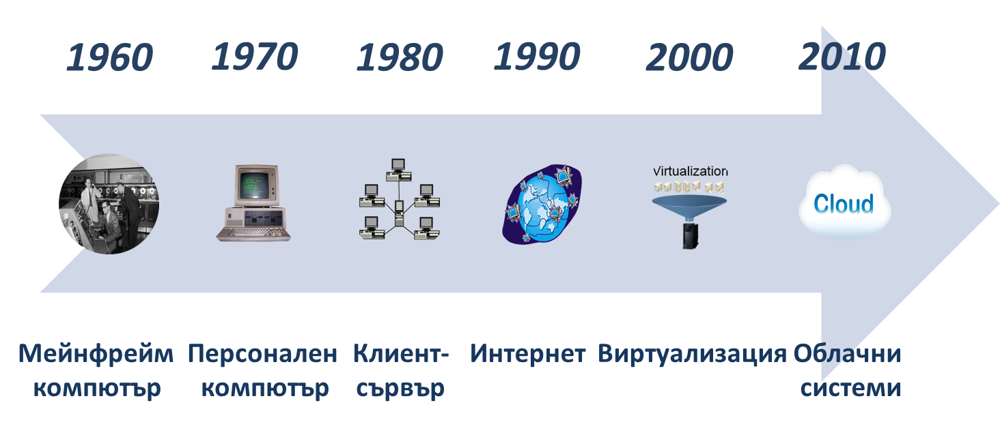 1960 1970 1980 1990 2000 2010
Virtualization
Cloud
Мейнфрейм Персонален Клиент- Интернет Виртуализация Облачни
компютър компютър сървър системи